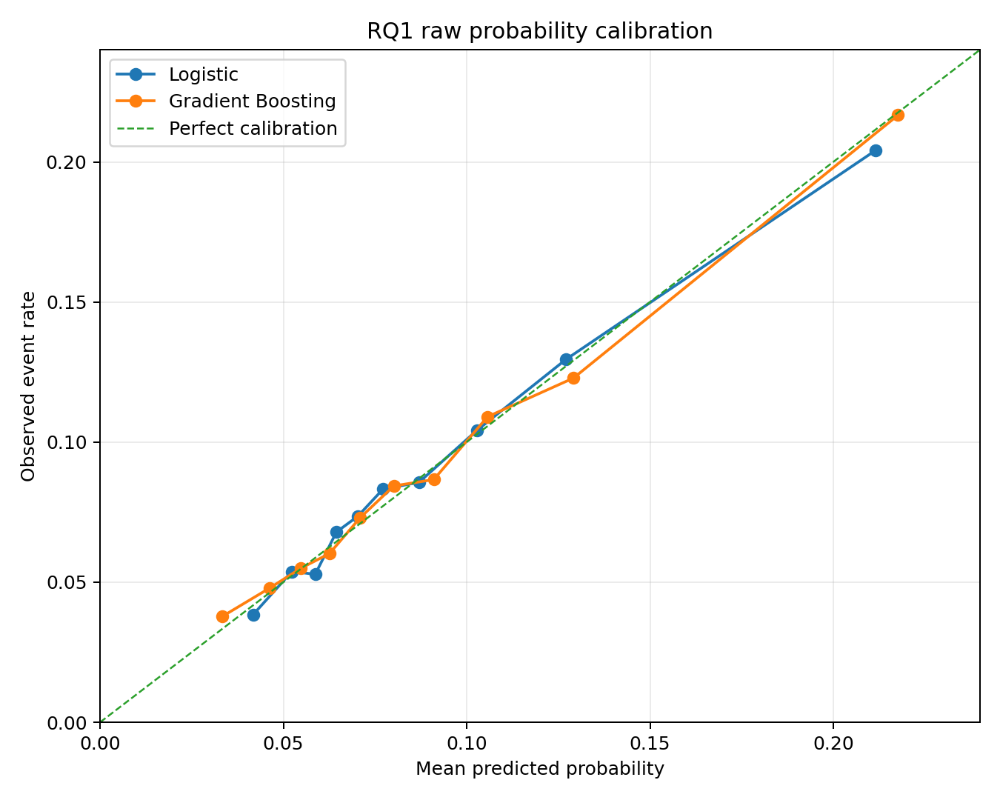 RQ1 raw probability calibration
Logistic
Gradient Boosting
Perfect calibration
Observed event rate
0.20
0.15
0.10
0.05
0.00
0.00 0.05 0.10 0.15 0.20
Mean predicted probability